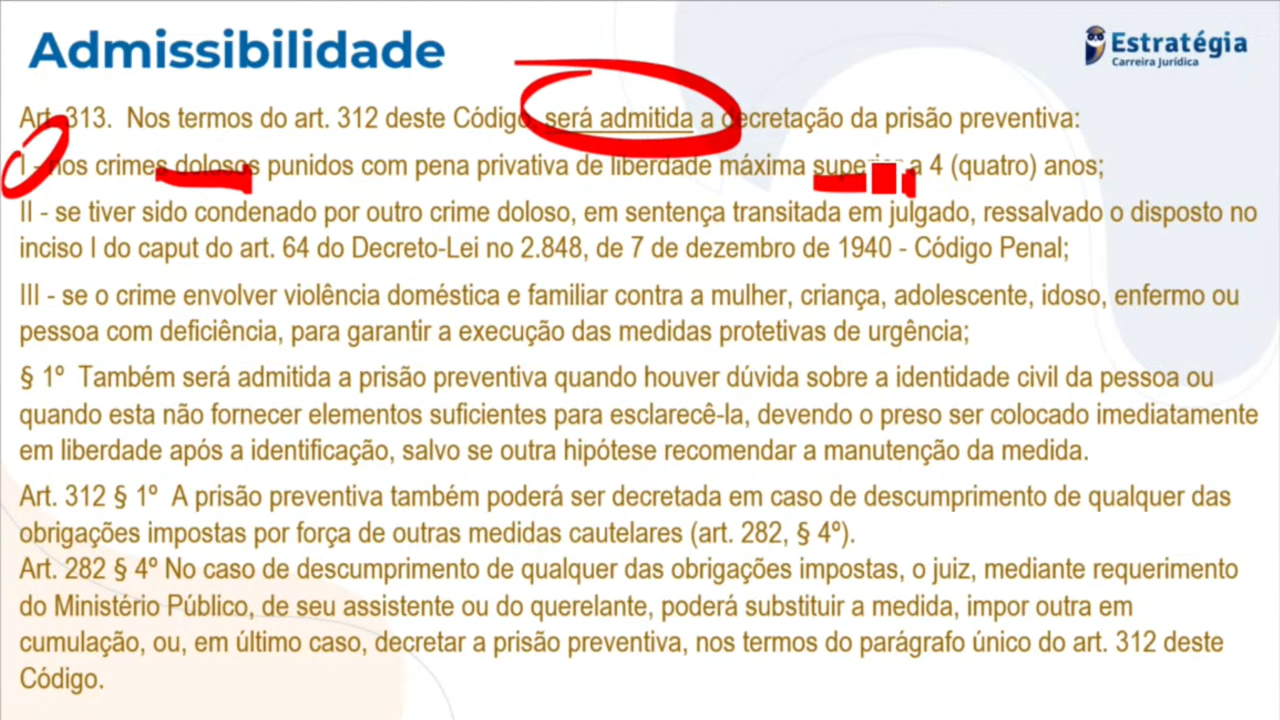 Admissibilidade
Estratégia
Carreira Jurídica
Art. 313. Nos termos do art. 312 deste Código, será admitida a decretação da prisão preventiva:
I - nos crimes dolosos punidos com pena privativa de liberdade máxima superior a 4 (quatro) anos;
II - se tiver sido condenado por outro crime doloso, em sentença transitada em julgado, ressalvado o disposto no
inciso I do caput do art. 64 do Decreto-Lei no 2.848, de 7 de dezembro de 1940 - Código Penal;
III - se o crime envolver violência doméstica e familiar contra a mulher, criança, adolescente, idoso, enfermo ou
pessoa com deficiência, para garantir a execução das medidas protetivas de urgência;
§ 1º Também será admitida a prisão preventiva quando houver dúvida sobre a identidade civil da pessoa ou
quando esta não fornecer elementos suficientes para esclarecê-la, devendo o preso ser colocado imediatamente
em liberdade após a identificação, salvo se outra hipótese recomendar a manutenção da medida.
Art. 312 § 1º A prisão preventiva também poderá ser decretada em caso de descumprimento de qualquer das
obrigações impostas por força de outras medidas cautelares (art. 282, § 4º).
Art. 282 § 4º No caso de descumprimento de qualquer das obrigações impostas, o juiz, mediante requerimento
do Ministério Público, de seu assistente ou do querelante, poderá substituir a medida, impor outra em
cumulação, ou, em último caso, decretar a prisão preventiva, nos termos do parágrafo único do art. 312 deste
Código.